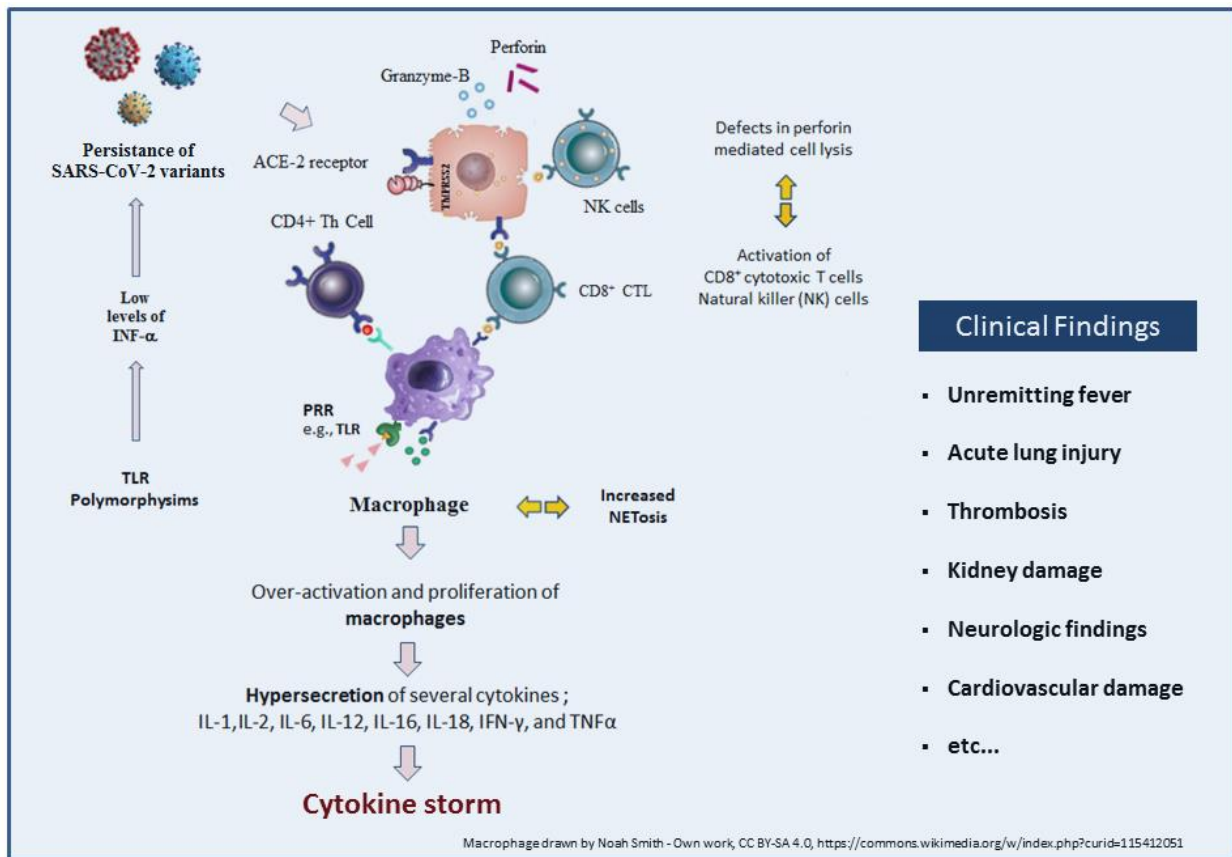 Perforin
Granzyme-B
Persistance of
SARS-CoV-2 variants
ACE-2 receptor
TMPRSS2
NK cells
CD4+ Th Cell
CD8⁺ CTL
Defects in perforin
mediated cell lysis
Activation of
CD8⁺ cytotoxic T cells
Natural killer (NK) cells
Low
levels of
INF-α
TLR
Polymorphysims
PRR
e.g., TLR
Macrophage
Increased
NETosis
Over-activation and proliferation of
macrophages
Hypersecretion of several cytokines ;
IL-1,IL-2, IL-6, IL-12, IL-16, IL-18, IFN-γ, and TNFα
Cytokine storm
Clinical Findings
▪ Unremitting fever
▪ Acute lung injury
▪ Thrombosis
▪ Kidney damage
▪ Neurologic findings
▪ Cardiovascular damage
▪ etc...
Macrophage drawn by Noah Smith - Own work, CC BY-SA 4.0, https://commons.wikimedia.org/w/index.php?curid=115412051